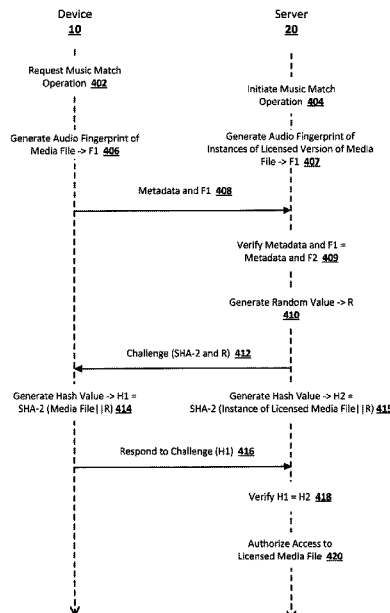 Device
10
Server
20
Request Music Match
Operation 402
Initiate Music Match
Operation 404
Generate Audio Fingerprint of
Media File -> F1 406
Generate Audio Fingerprint of
Instances of Licensed Version of Media
File -> F1 407
Metadata and F1 408
Verify Metadata and F1 =
Metadata and F2 409
Generate Random Value -> R
410
Challenge (SHA-2 and R) 412
Generate Hash Value -> H1 =
SHA-2 (Media File||R) 414
Generate Hash Value -> H2 =
SHA-2 (Instance of Licensed Media File||R) 415
Respond to Challenge (H1) 416
Verify H1 = H2 418
Authorize Access to
Licensed Media File 420